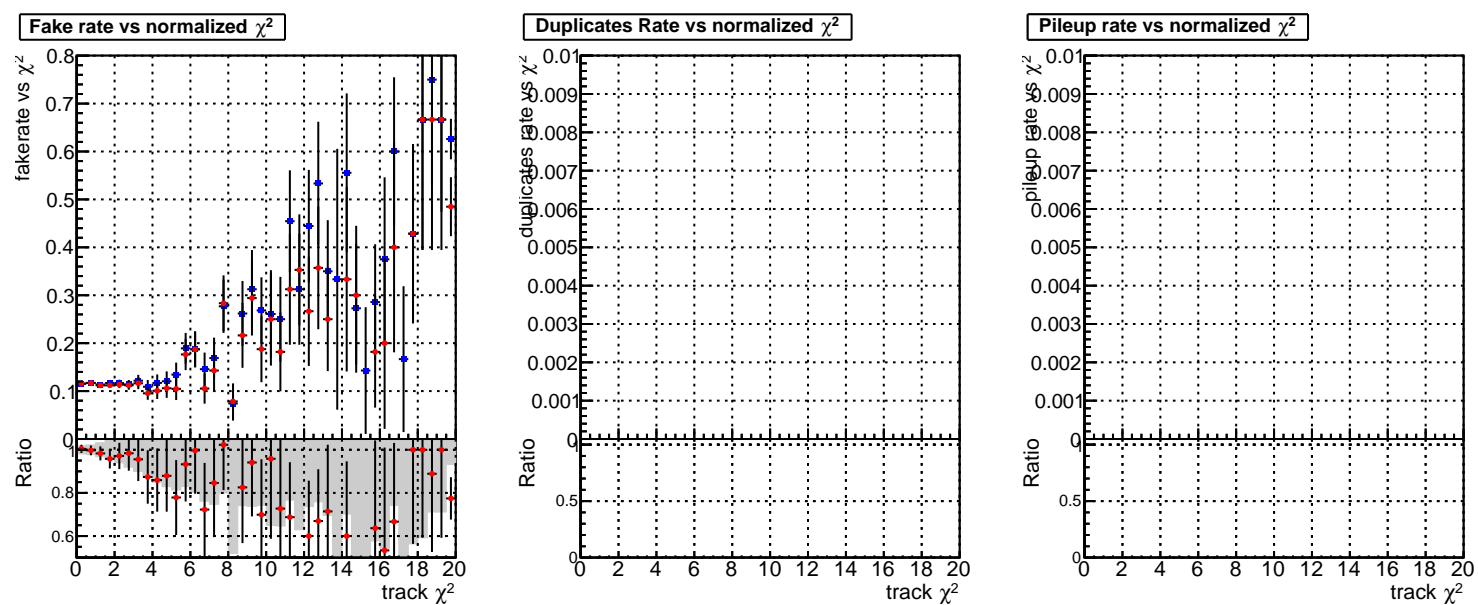 Fake rate vs normalized χ²
fakerate vs χ²
0.8
0.7
0.6
0.5
0.4
0.3
0.2
0.1
0
Ratio
1
0.8
0.6
0 2 4 6 8 10 12 14 16 18 20
track χ²
Duplicates Rate vs normalized χ²
duplicates rate vs χ²
0.01
0.009
0.008
0.007
0.006
0.005
0.004
0.003
0.002
0.001
0
Ratio
1
0.5
0
0 2 4 6 8 10 12 14 16 18 20
track χ²
Pileup rate vs normalized χ²
pileup rate vs χ²
0.01
0.009
0.008
0.007
0.006
0.005
0.004
0.003
0.002
0.001
0
Ratio
1
0.5
0
0 2 4 6 8 10 12 14 16 18 20
track χ²